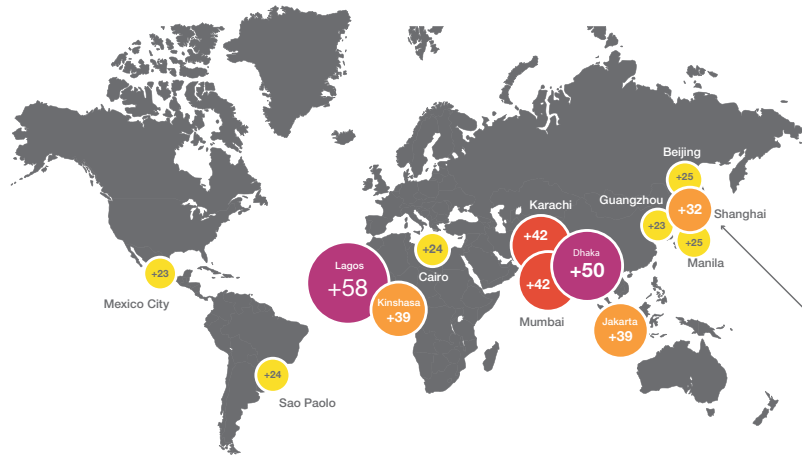 Beijing
+25
Karachi
Guangzhou
+32
Shanghai
+23
+42
Dhaka
+50
+24
+25
Lagos
+58
Cairo
Manila
+23
+42
Mexico City
Kinshasa
+39
Mumbai
Jakarta
+39
+24
Sao Paolo